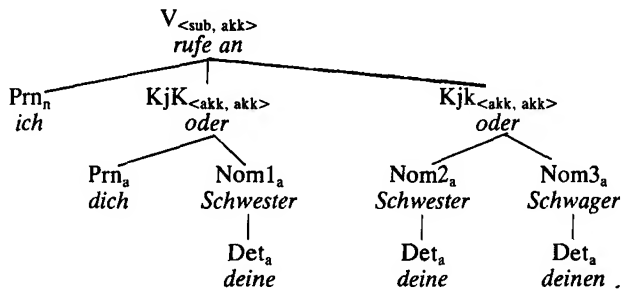 V<sub, akk>
rufe an
Prnn KjK<akk, akk> Kjk<akk, akk>
ich oder oder
Prna Nom1a Nom2a Nom3a
dich Schwester Schwester Schwager
Deta Deta Deta
deine deine deinen